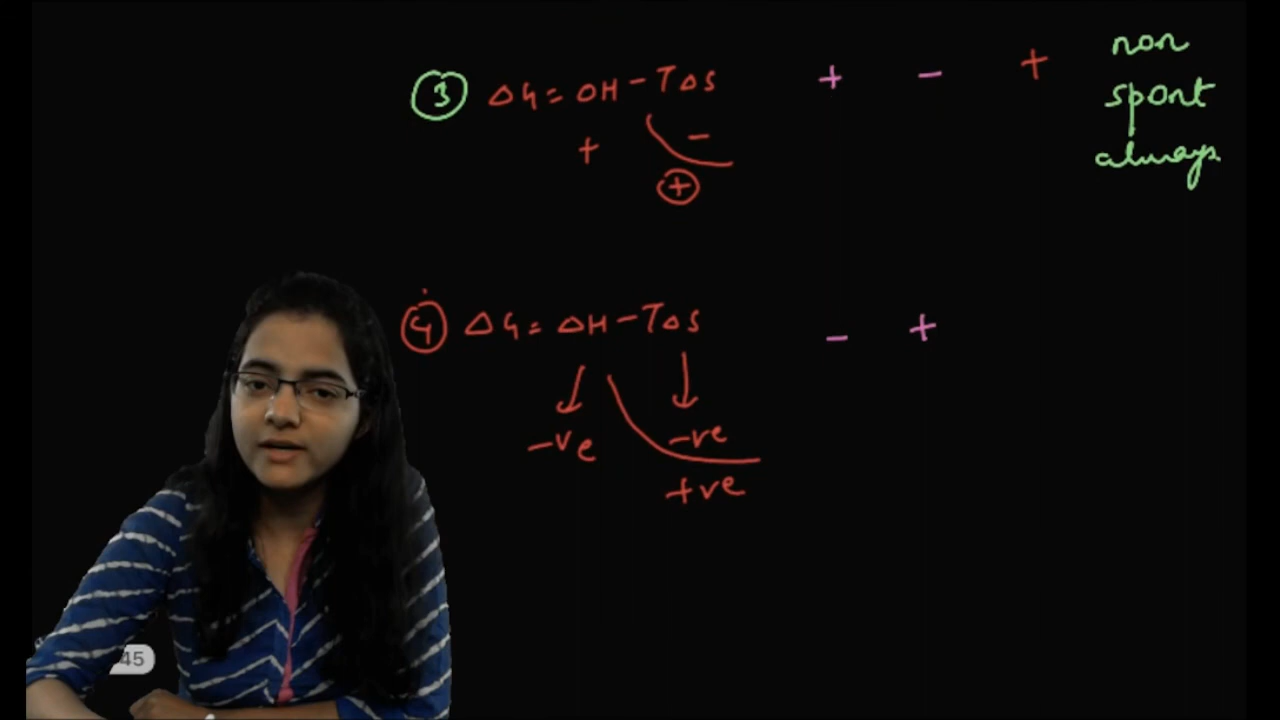 ③ ΔG = ΔH - TΔS + - + non
spont
always
+ -
⊕
④ ΔG = ΔH - TΔS - +
-ve -ve
+ve
45